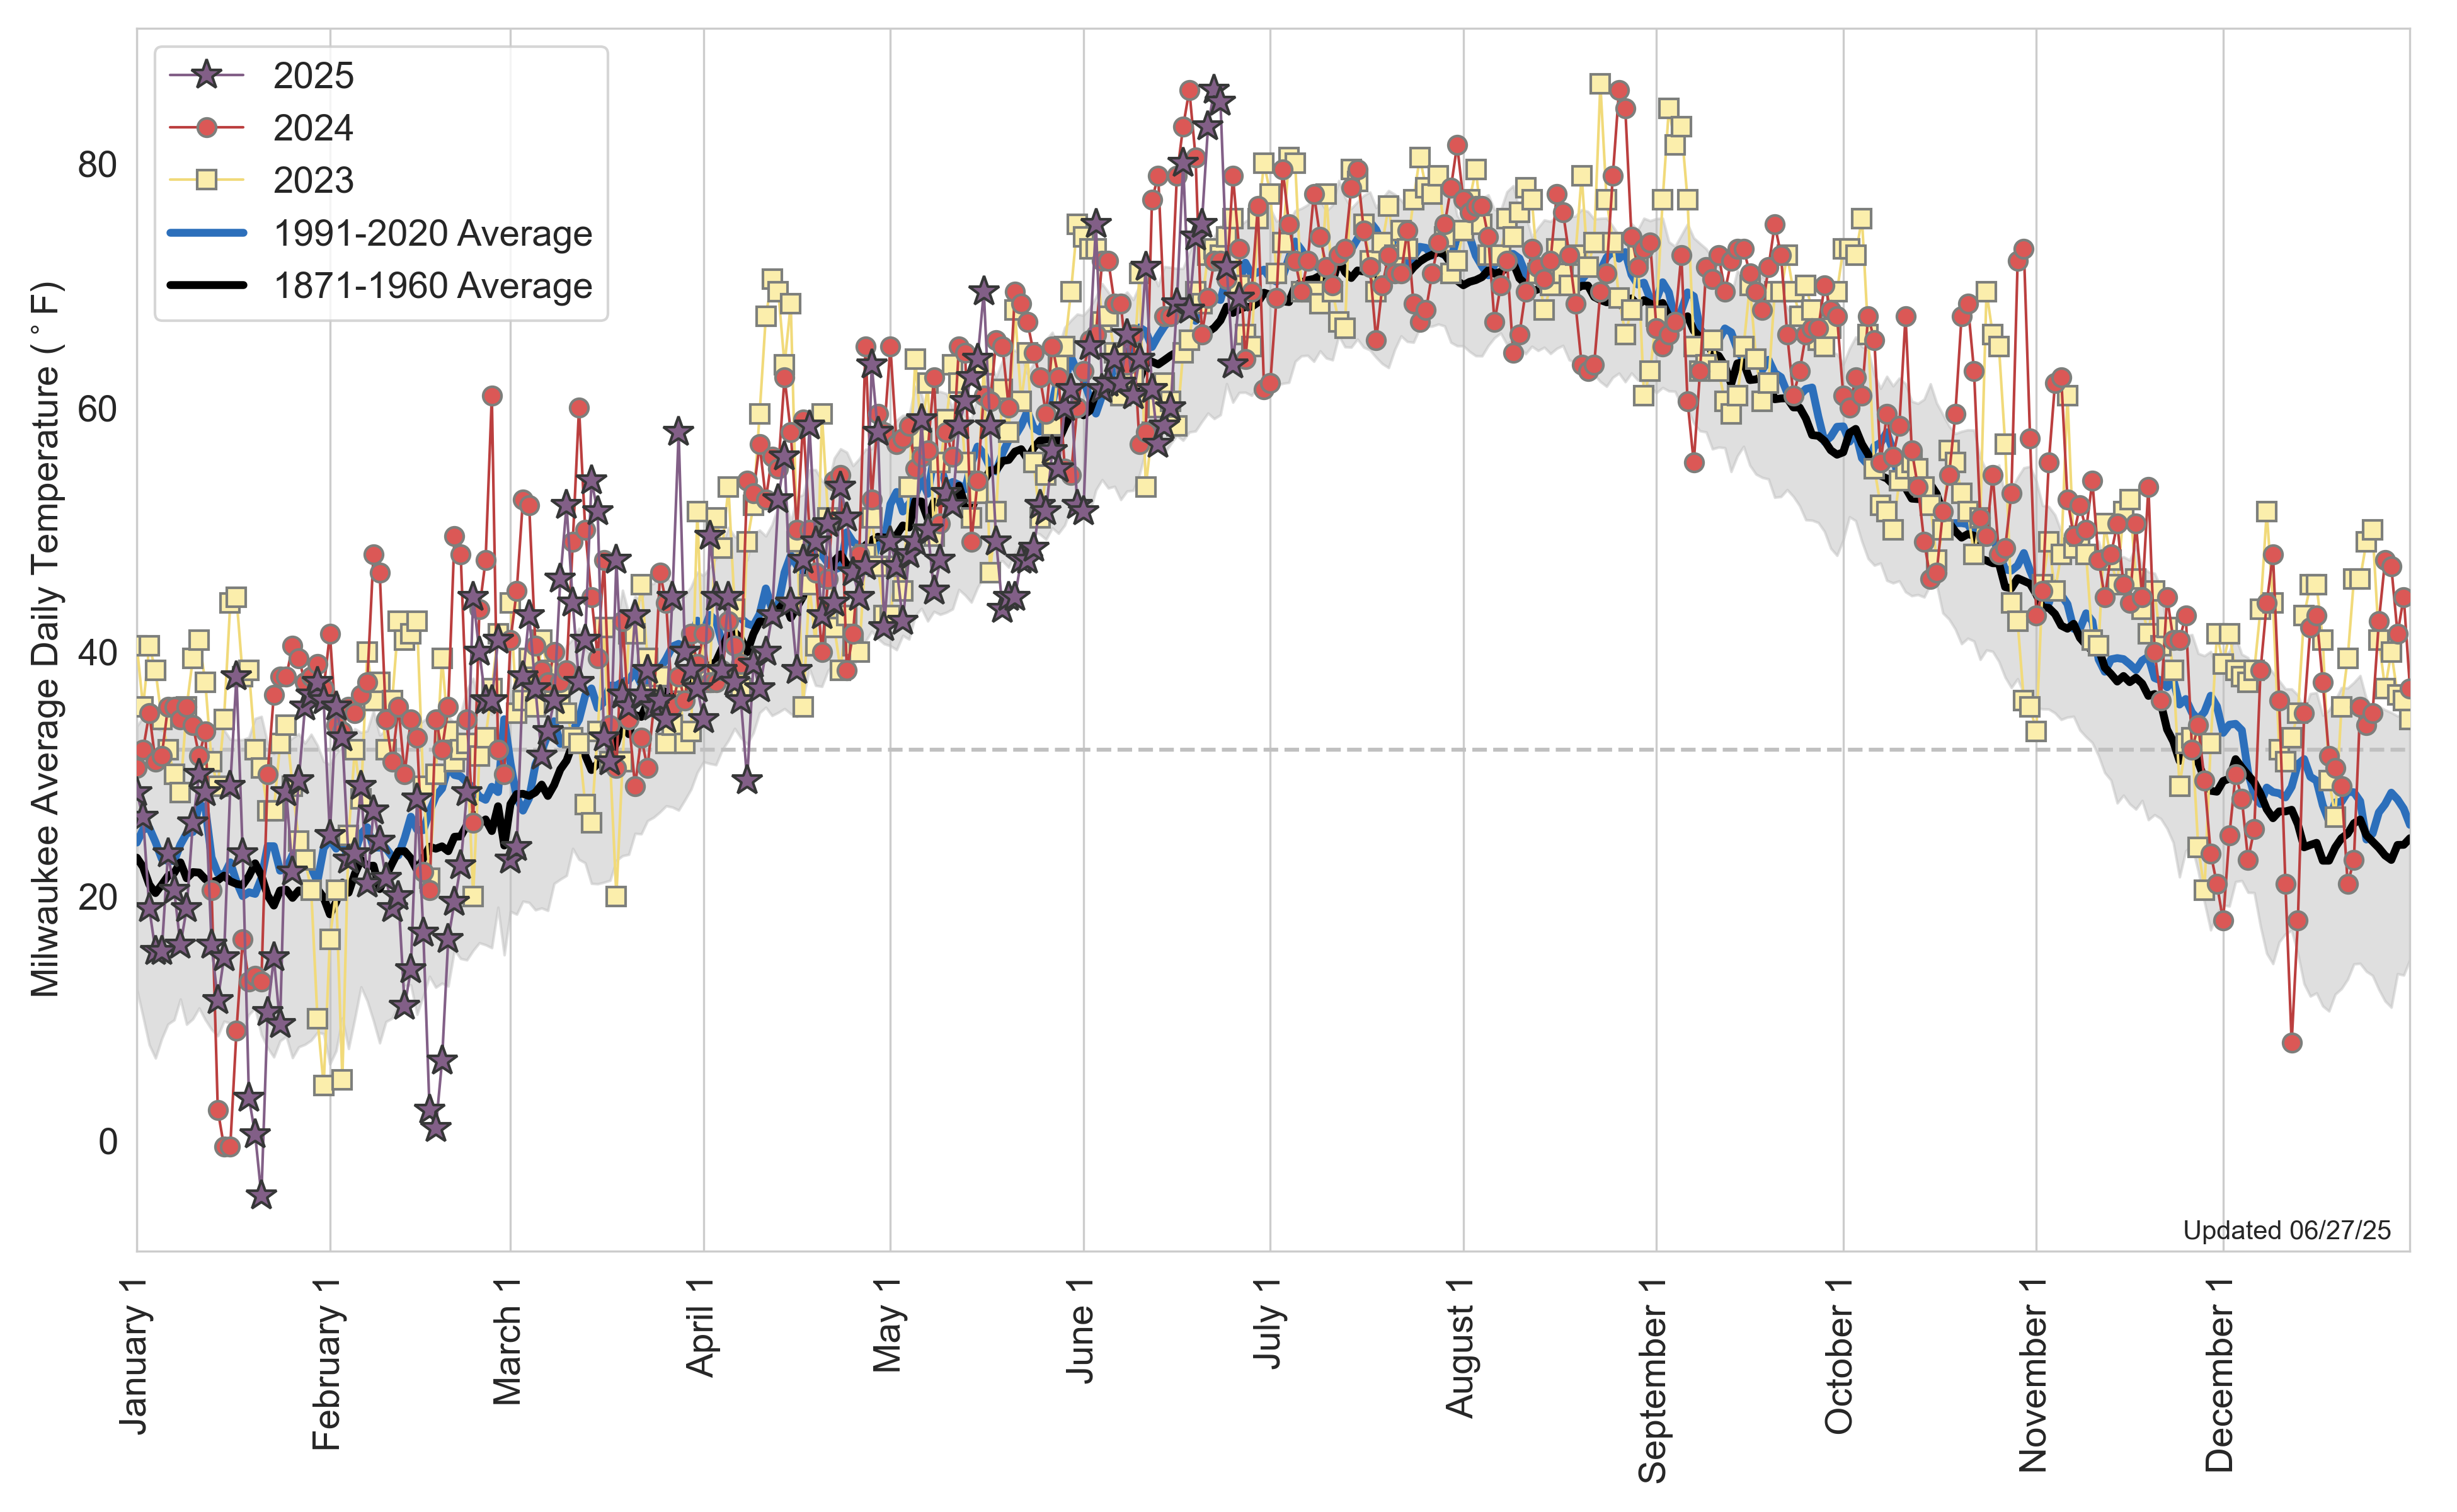 2025
2024
2023
1991-2020 Average
1871-1960 Average
Milwaukee Average Daily Temperature (°F)
80
60
40
20
0
Updated 06/27/25
January 1
February 1
March 1
April 1
May 1
June 1
July 1
August 1
September 1
October 1
November 1
December 1